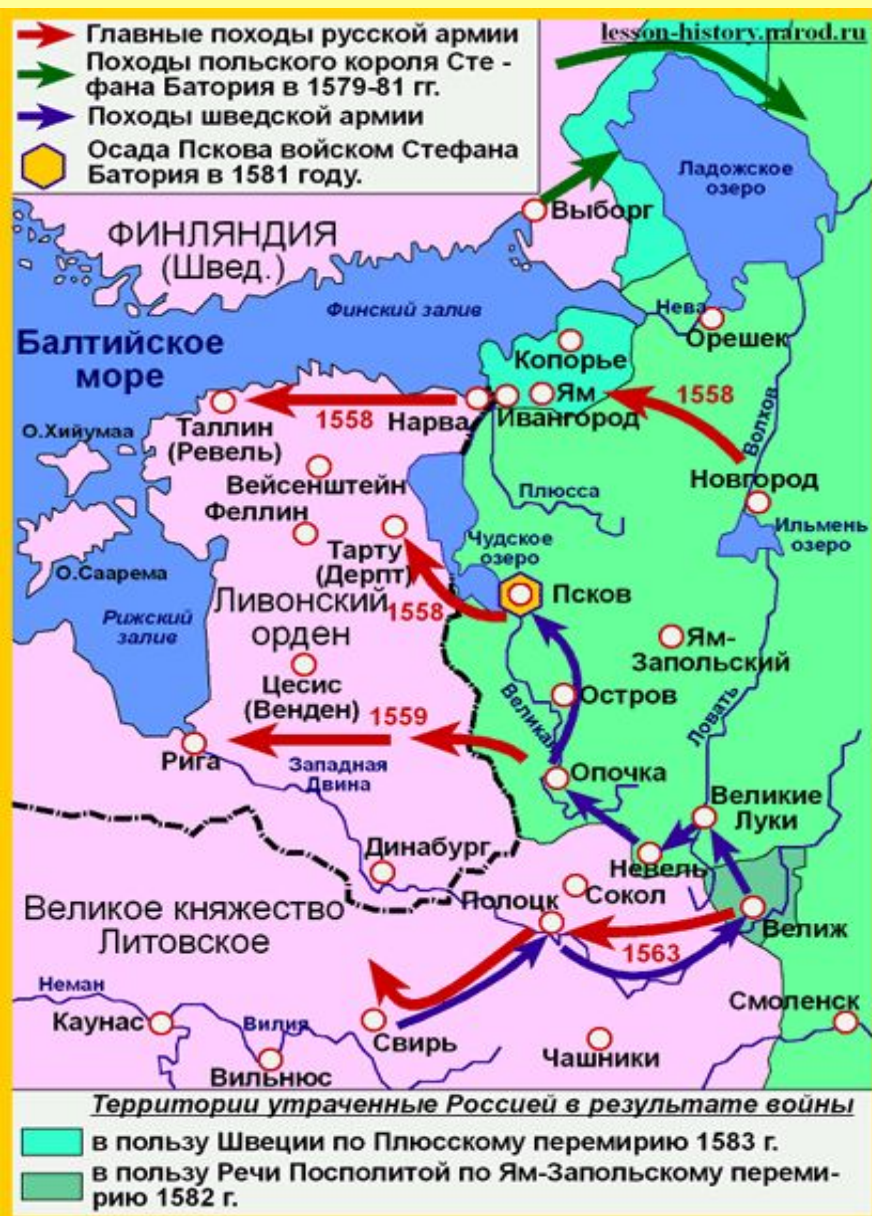 lesson-history.narod.ru
Главные походы русской армии
Походы польского короля Сте -
фана Батория в 1579-81 гг.
Походы шведской армии
Осада Пскова войском Стефана
Батория в 1581 году.
Ладожское
озеро
Выборг
ФИНЛЯНДИЯ
(Швед.)
Финский залив
Нева
Орешек
Балтийское
море
Копорье
Ям
1558
Волхов
О.Хийумаа
Таллин
(Ревель)
1558
Нарва
Ивангород
Новгород
Вейсенштейн
Плюсса
Ильмень
озеро
Феллин
Тарту
(Дерпт)
Чудское
озеро
О.Саарема
1558
Псков
Рижский
залив
Ливонский
орден
Ям-
Запольский
Цесис
(Венден)
Остров
Великая
Ловать
1559
Рига
Западная
Двина
Опочка
Великие
Луки
Динабург
Невель
Сокол
Полоцк
Велиж
Великое княжество
Литовское
1563
Неман
Смоленск
Каунас
Вилия
Свирь
Чашники
Вильнюс
Территории утраченные Россией в результате войны
в пользу Швеции по Плюсскому перемирию 1583 г.
в пользу Речи Посполитой по Ям-Запольскому переми-
рию 1582 г.